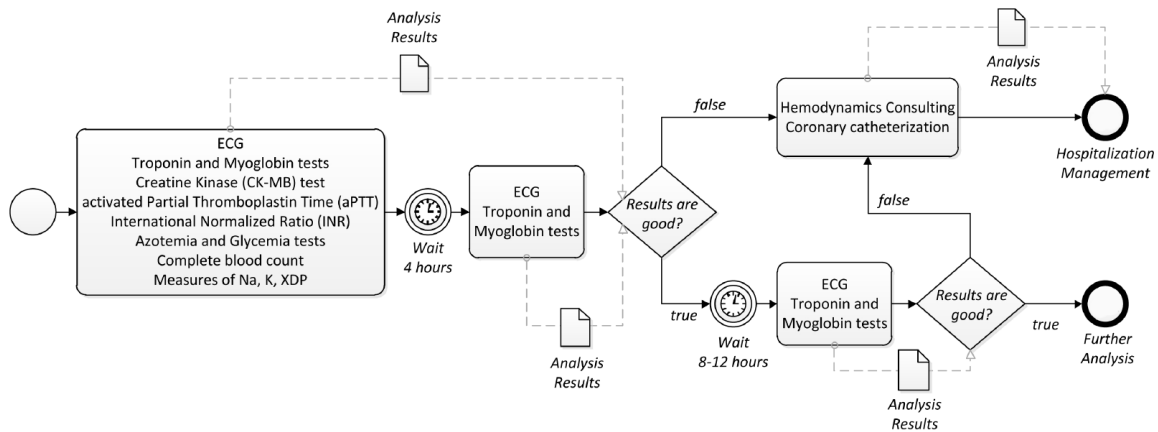 Analysis
Results
ECG
Troponin and Myoglobin tests
Creatine Kinase (CK-MB) test
activated Partial Thromboplastin Time (aPTT)
International Normalized Ratio (INR)
Azotemia and Glycemia tests
Complete blood count
Measures of Na, K, XDP
Wait
4 hours
ECG
Troponin and
Myoglobin tests
Analysis
Results
Results are
good?
false
true
Hemodynamics Consulting
Coronary catheterization
Analysis
Results
Hospitalization
Management
Wait
8-12 hours
ECG
Troponin and
Myoglobin tests
Analysis
Results
Results are
good?
false
true
Further
Analysis